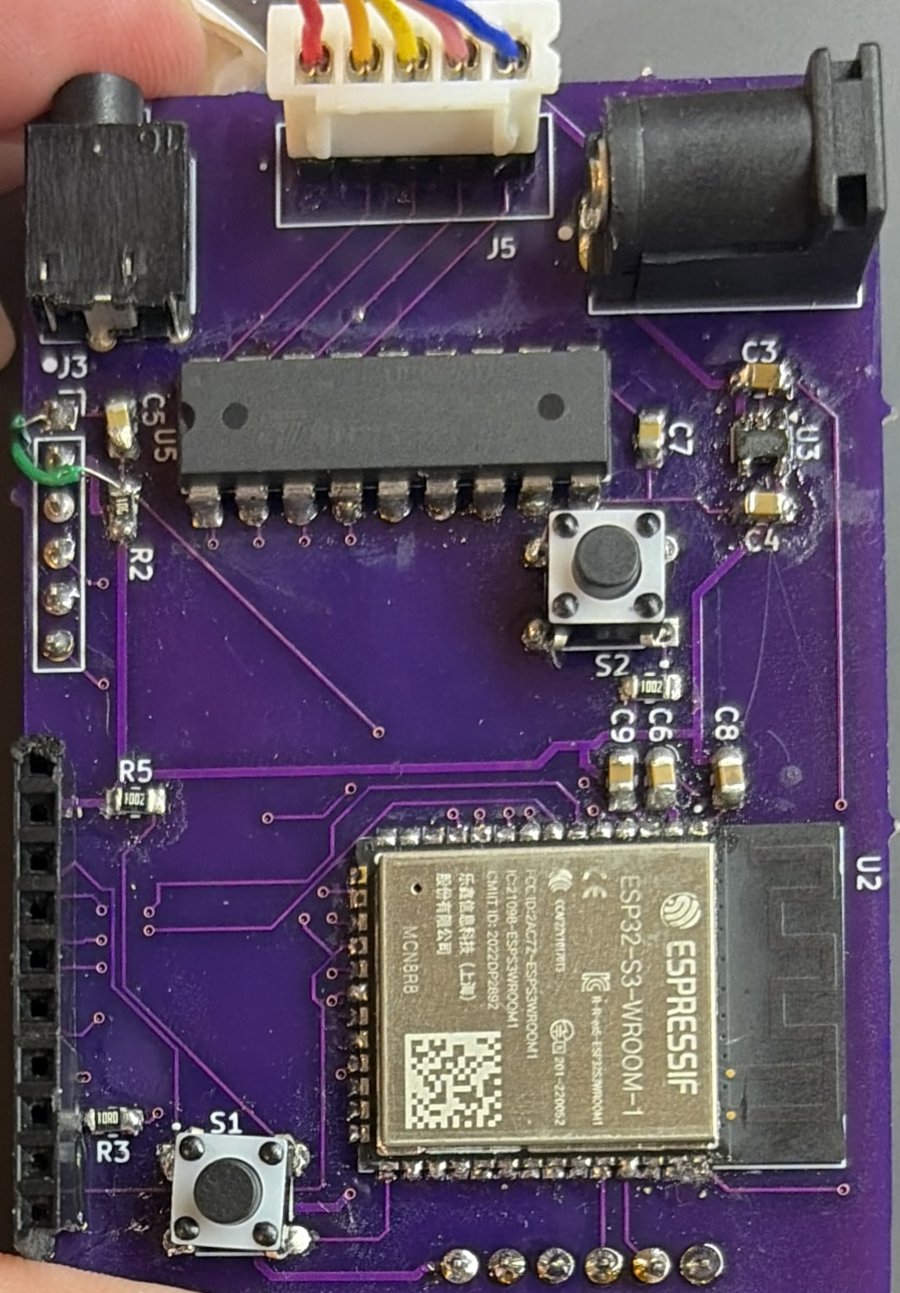 J5
J3
C3
C5
U5
C7
U3
R2
C4
S2
1002
C9
C6
C8
R5
1002
U2
ESPRESSIF
ESP32-S3-WROOM-1
CE
FCC ID:2AC72-ESPS3WROOM1
IC:21098-ESPS3WROOM1
CMIIT ID: 2022DP2892
乐鑫信息科技（上海）
股份有限公司
MCN8R8
R3
S1